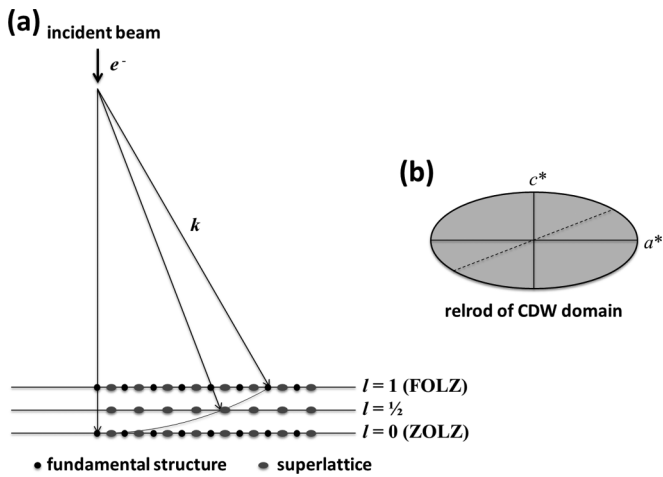 (a)
incident beam
e -
k
(b)
c*
a*
relrod of CDW domain
l = 1 (FOLZ)
l = ½
l = 0 (ZOLZ)
fundamental structure
superlattice